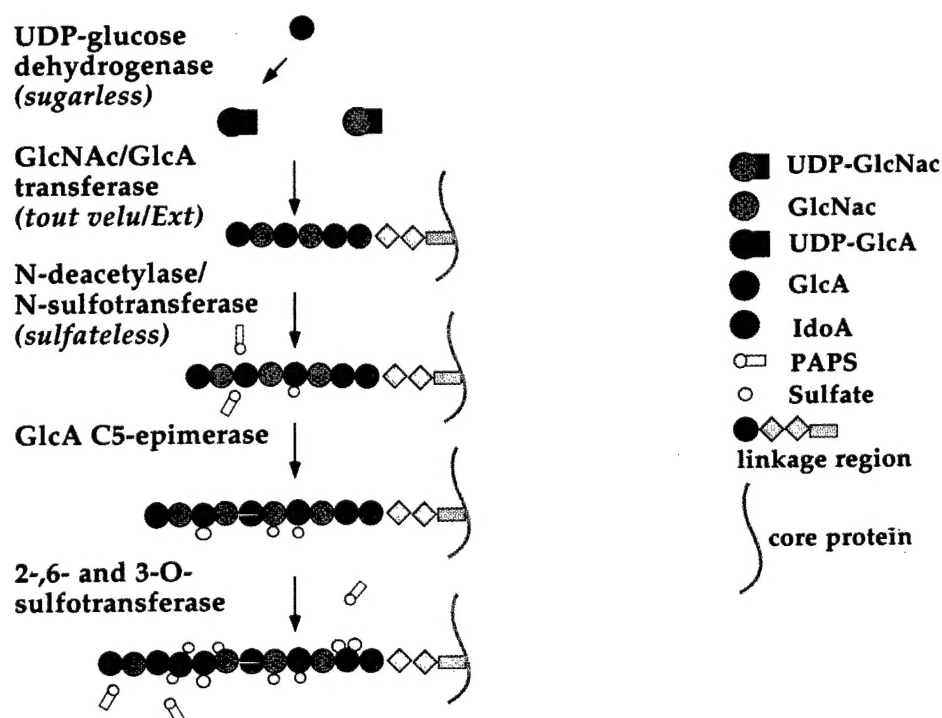 UDP-glucose
dehydrogenase
(sugarless)
GlcNAc/GlcA
transferase
(tout velu/Ext)
N-deacetylase/
N-sulfotransferase
(sulfateless)
GlcA C5-epimerase
2-,6- and 3-O-
sulfotransferase
UDP-GlcNac
GlcNac
UDP-GlcA
GlcA
IdoA
PAPS
Sulfate
linkage region
core protein